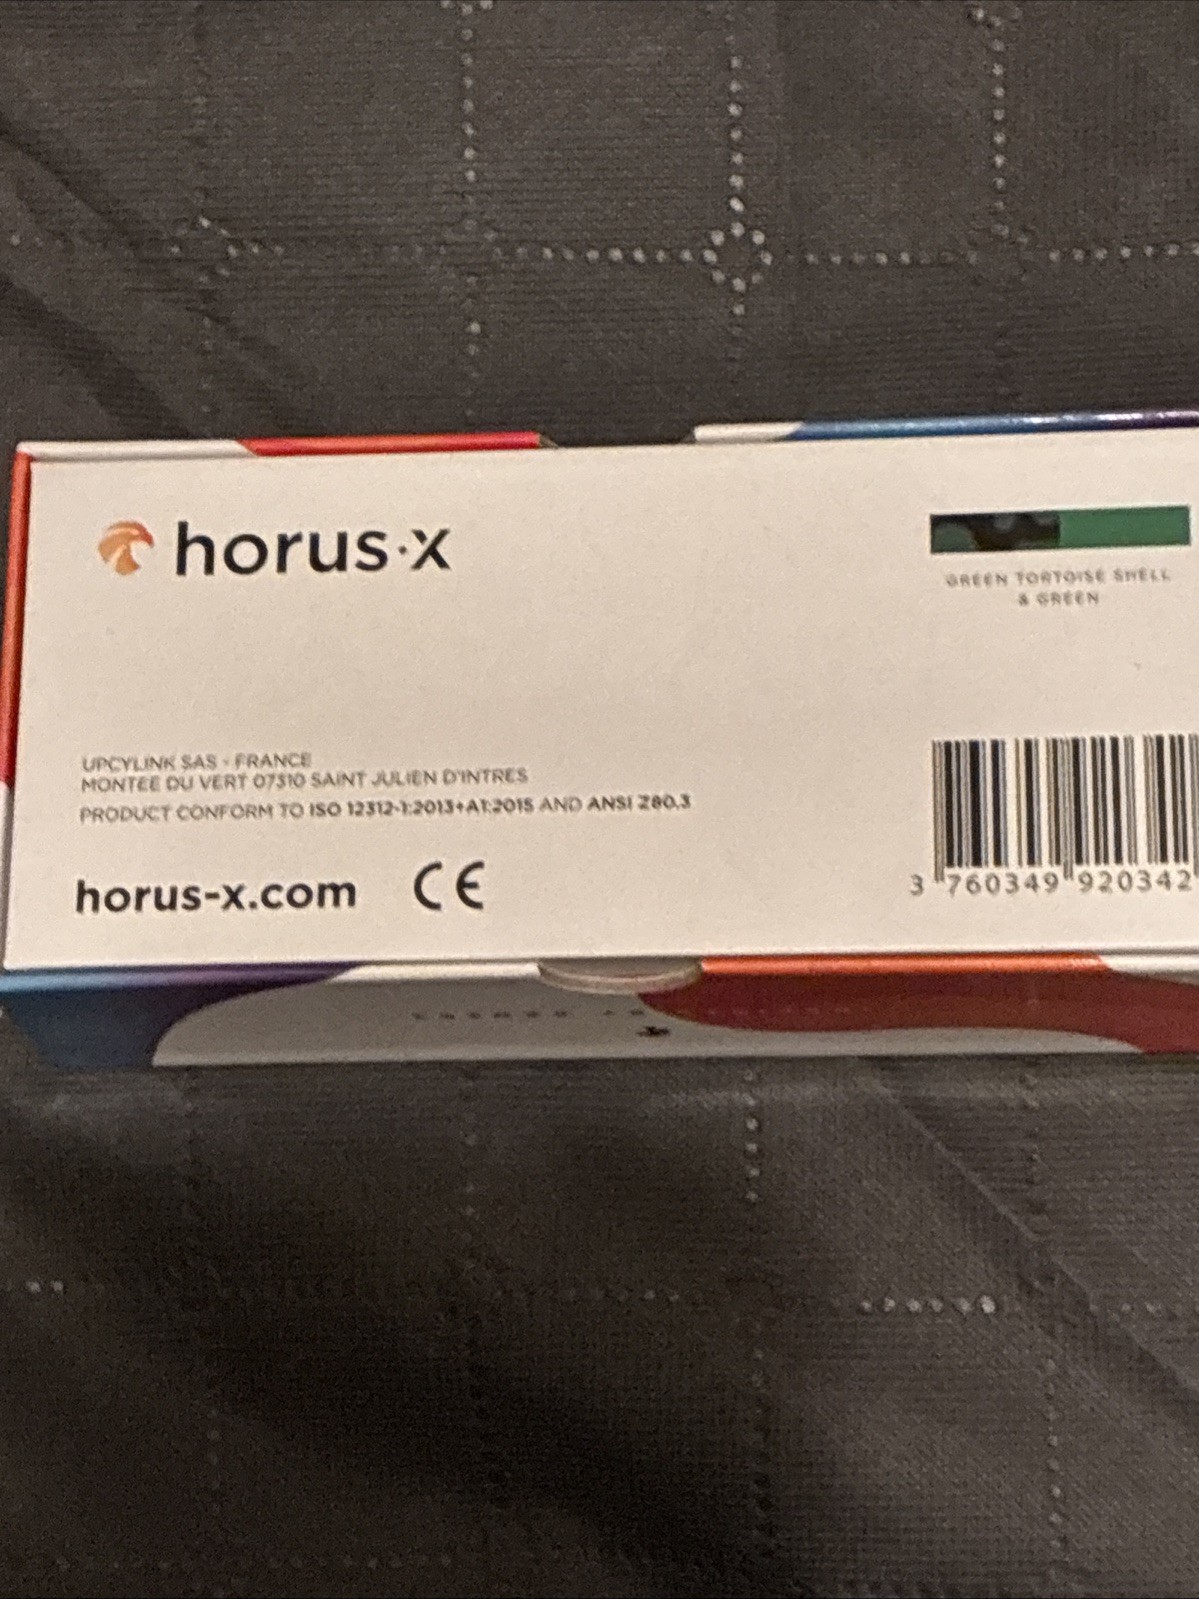 horus·x
GREEN TORTOISE SHELL
& GREEN
UPCYLINK SAS - FRANCE
MONTEE DU VERT 07310 SAINT JULIEN D'INTRES
PRODUCT CONFORM TO ISO 12312-1:2013+A1:2015 AND ANSI Z80.3
horus-x.com CE
3 760349 920342